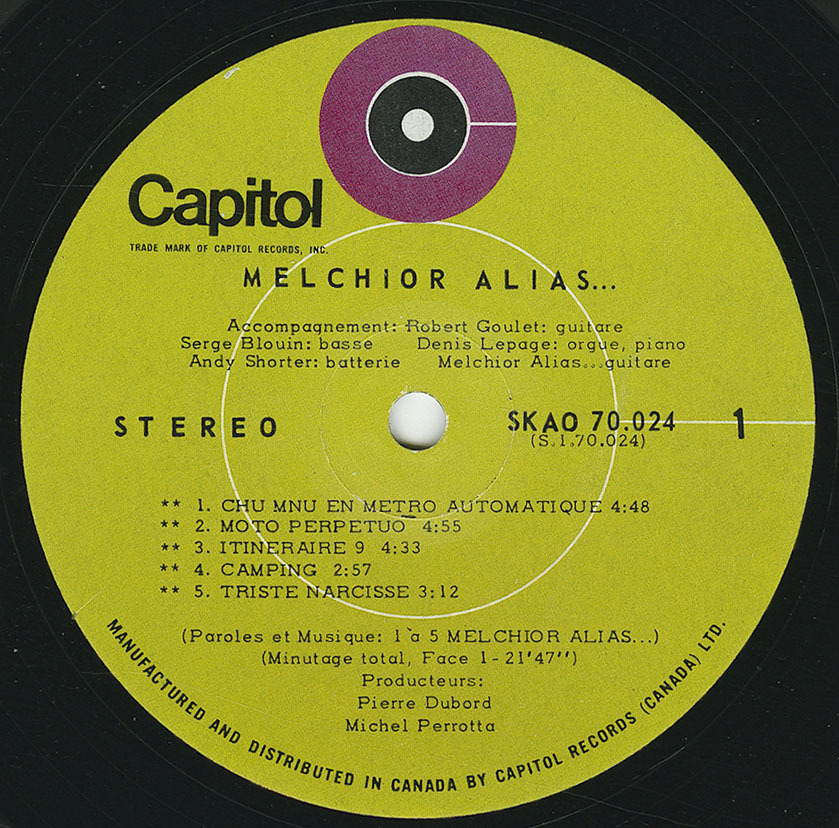 Capitol
TRADE MARK OF CAPITOL RECORDS, INC.
MELCHIOR ALIAS...
Accompagnement: Robert Goulet: guitare
Serge Blouin: basse Denis Lepage: orgue, piano
Andy Shorter: batterie Melchior Alias...guitare
STEREO
SKAO 70.024
(S.1.70.024)
1
** 1. CHU MNU EN METRO AUTOMATIQUE 4:48
** 2. MOTO PERPETUO 4:55
** 3. ITINERAIRE 9 4:33
** 4. CAMPING 2:57
** 5. TRISTE NARCISSE 3:12
(Paroles et Musique: 1 à 5 MELCHIOR ALIAS...)
(Minutage total, Face 1 - 21'47'')
Producteurs:
Pierre Dubord
Michel Perrotta
MANUFACTURED AND DISTRIBUTED IN CANADA BY CAPITOL RECORDS (CANADA) LTD.